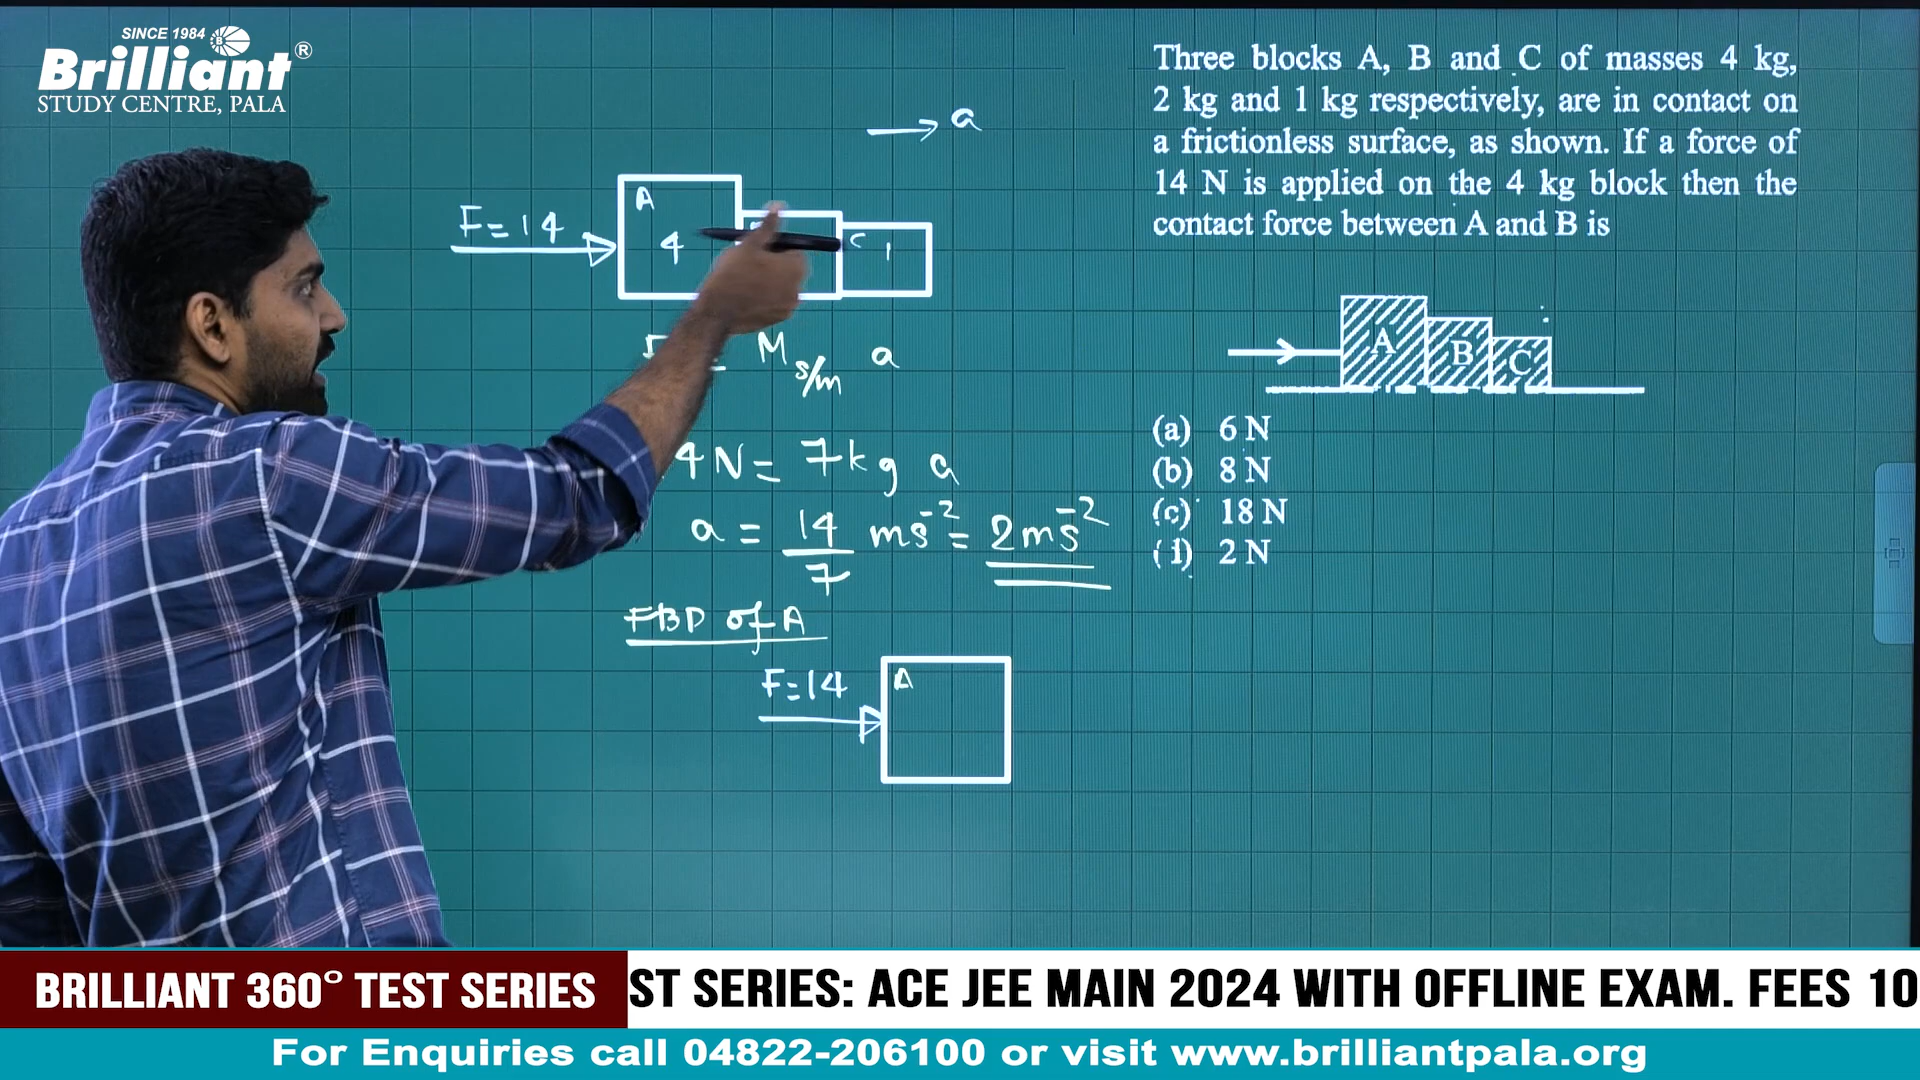 SINCE 1984
Brilliant®
STUDY CENTRE, PALA
Three blocks A, B and C of masses 4 kg,
2 kg and 1 kg respectively, are in contact on
a frictionless surface, as shown. If a force of
14 N is applied on the 4 kg block then the
contact force between A and B is
A B C
(a) 6 N
(b) 8 N
(c) 18 N
2 N
a
F = 14
A
4
C
1
= M s/m a
4N = 7kg a
a = 14/7 ms⁻² = 2ms⁻²
FBD of A
F=14
A
BRILLIANT 360° TEST SERIES
ST SERIES: ACE JEE MAIN 2024 WITH OFFLINE EXAM. FEES 10
For Enquiries call 04822-206100 or visit www.brilliantpala.org